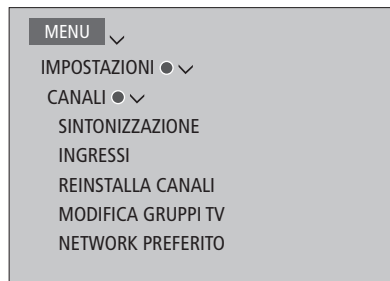 MENU
IMPOSTAZIONI
CANALI
SINTONIZZAZIONE
INGRESSI
REINSTALLA CANALI
MODIFICA GRUPPI TV
NETWORK PREFERITO